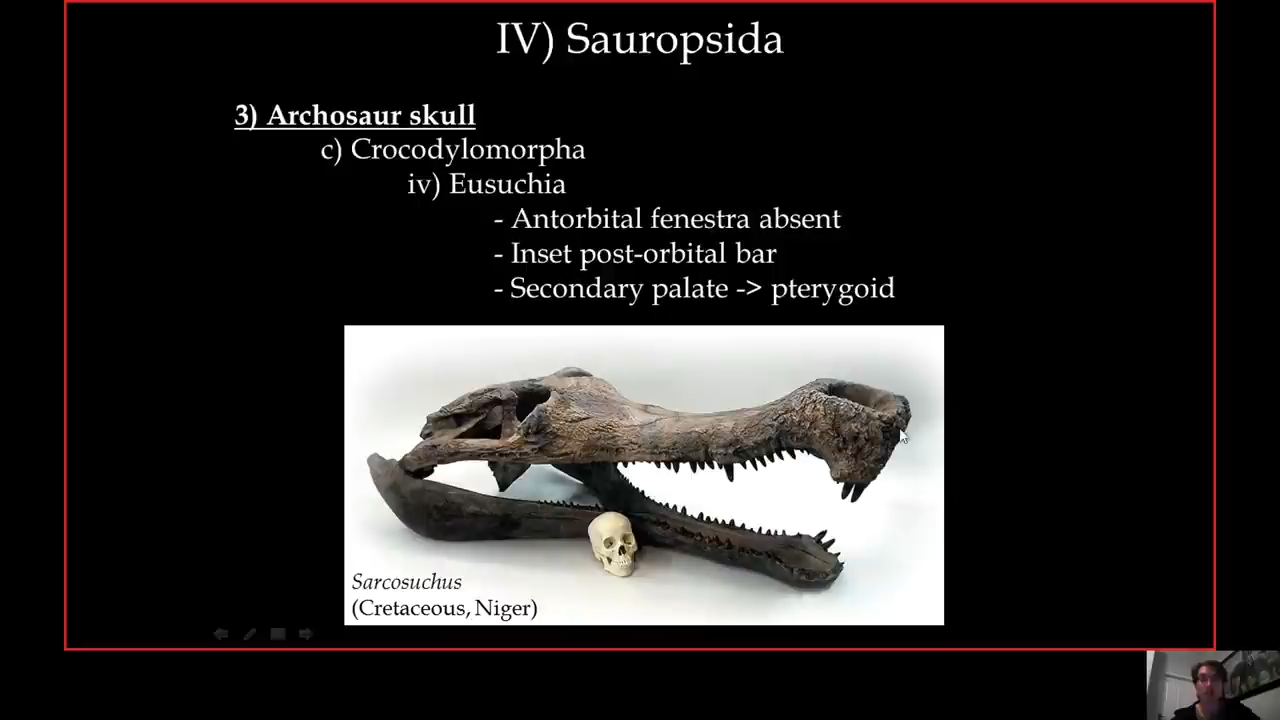 IV) Sauropsida
3) Archosaur skull
c) Crocodylomorpha
iv) Eusuchia
- Antorbital fenestra absent
- Inset post-orbital bar
- Secondary palate -> pterygoid
Sarcosuchus
(Cretaceous, Niger)